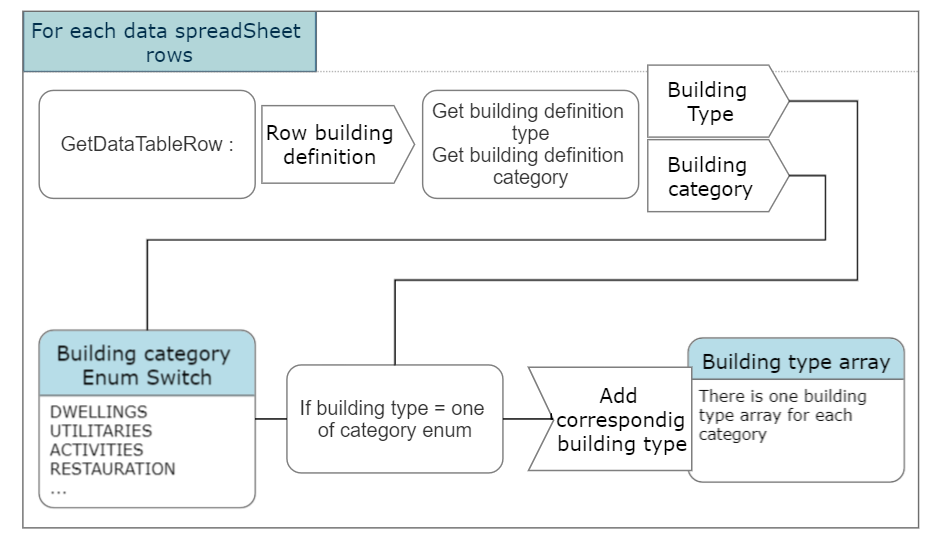 For each data spreadSheet
rows
GetDataTableRow :
Row building
definition
Get building definition
type
Get building definition
category
Building
Type
Building
category
Building category
Enum Switch
DWELLINGS
UTILITARIES
ACTIVITIES
RESTAURATION
...
If building type = one
of category enum
Add
correspondig
building type
Building type array
There is one building
type array for each
category